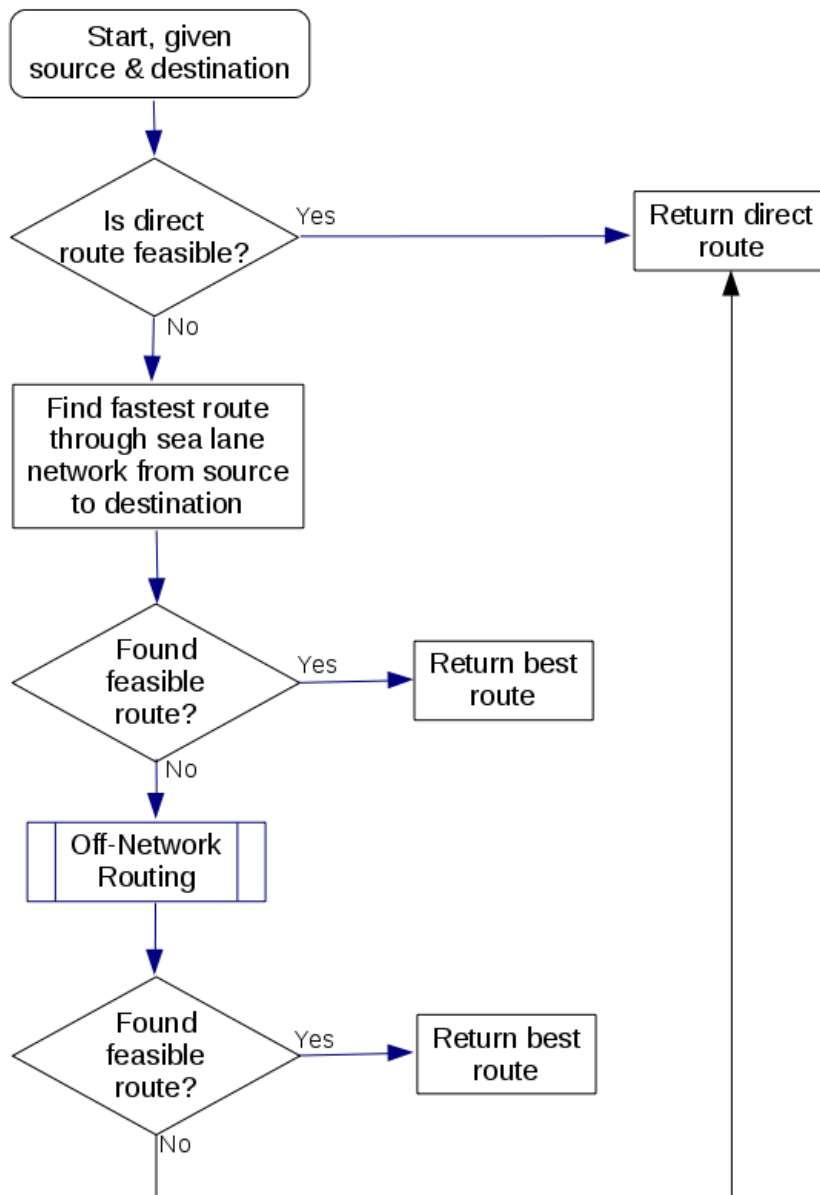 Start, given
source & destination
Is direct
route feasible?
Yes
Return direct
route
No
Find fastest route
through sea lane
network from source
to destination
Found
feasible
route?
Yes
Return best
route
No
Off-Network
Routing
Found
feasible
route?
Yes
Return best
route
No